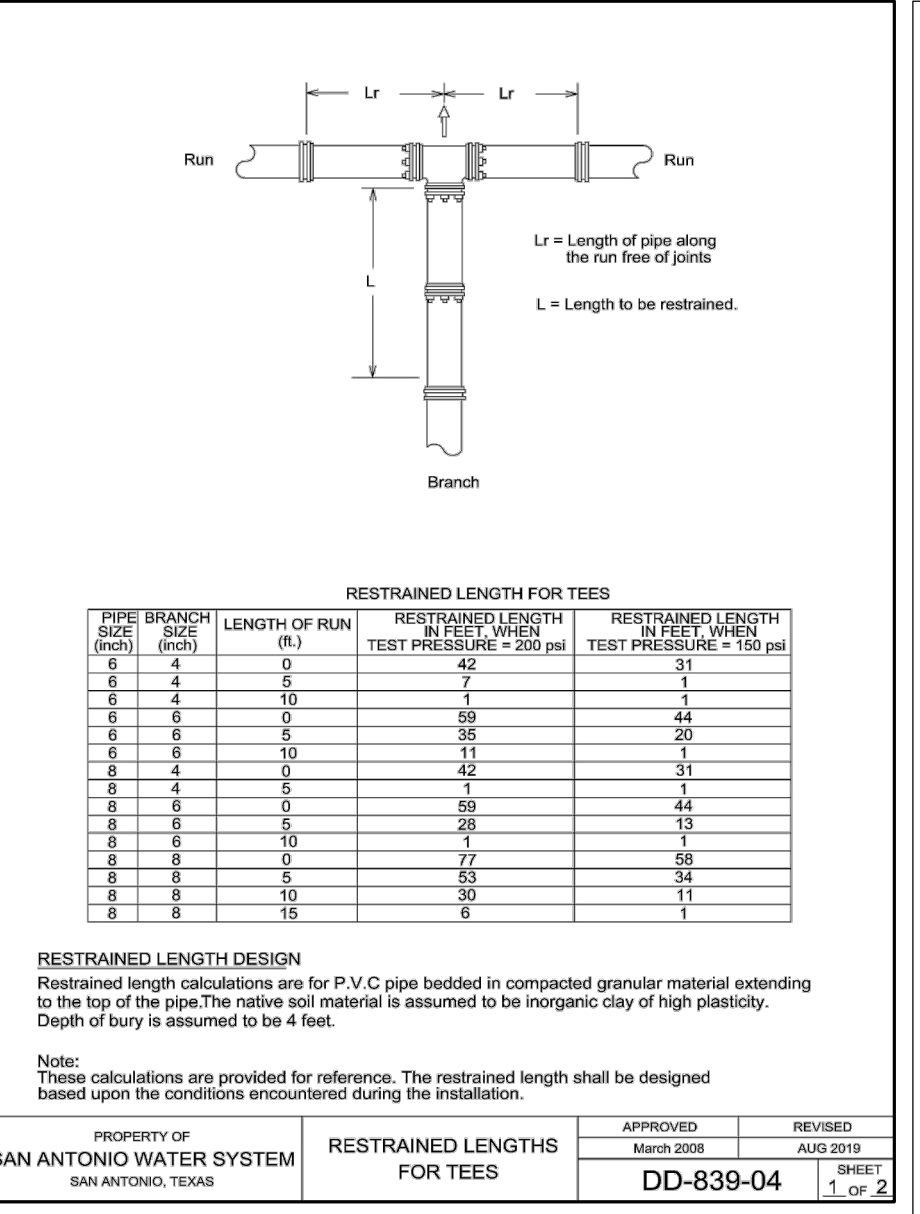 Lr Lr
Run Run
Lr = Length of pipe along
the run free of joints
L
L = Length to be restrained.
Branch
RESTRAINED LENGTH FOR TEES
PIPE SIZE (inch) BRANCH SIZE (inch) LENGTH OF RUN (ft.) RESTRAINED LENGTH IN FEET, WHEN TEST PRESSURE = 200 psi RESTRAINED LENGTH IN FEET, WHEN TEST PRESSURE = 150 psi
6 4 0 42 31
6 4 5 7 1
6 4 10 1 1
6 6 0 59 44
6 6 5 35 20
6 6 10 11 1
8 4 0 42 31
8 4 5 1 1
8 6 0 59 44
8 6 5 28 13
8 6 10 1 1
8 8 0 77 58
8 8 5 53 34
8 8 10 30 11
8 8 15 6 1
RESTRAINED LENGTH DESIGN
Restrained length calculations are for P.V.C pipe bedded in compacted granular material extending
to the top of the pipe.The native soil material is assumed to be inorganic clay of high plasticity.
Depth of bury is assumed to be 4 feet.
Note:
These calculations are provided for reference. The restrained length shall be designed
based upon the conditions encountered during the installation.
PROPERTY OF
SAN ANTONIO WATER SYSTEM
SAN ANTONIO, TEXAS
RESTRAINED LENGTHS
FOR TEES
APPROVED REVISED
March 2008 AUG 2019
DD-839-04
SHEET
1 OF 2